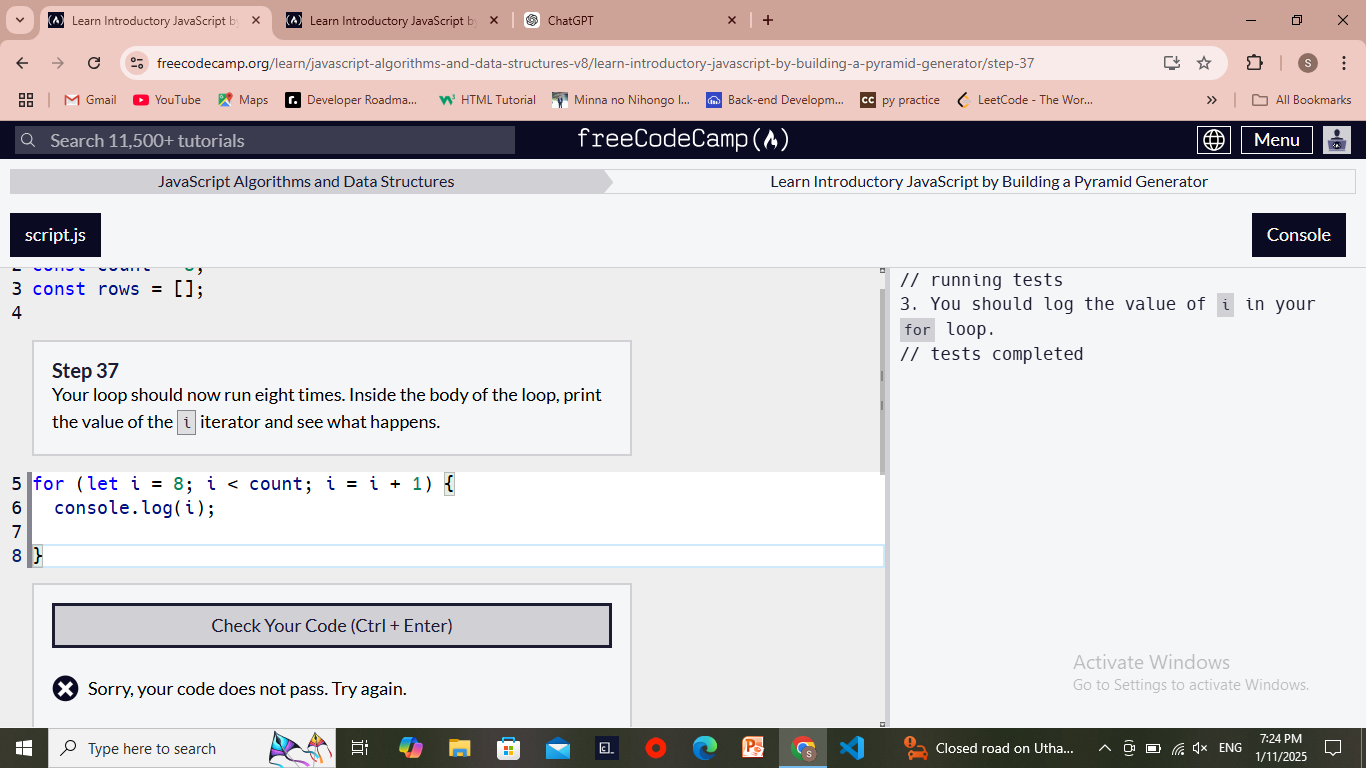 Learn Introductory JavaScript by
Learn Introductory JavaScript by
ChatGPT
freecodecamp.org/learn/javascript-algorithms-and-data-structures-v8/learn-introductory-javascript-by-building-a-pyramid-generator/step-37
S
Gmail
YouTube
Maps
Developer Roadma...
HTML Tutorial
Minna no Nihongo I...
Back-end Developm...
CC py practice
LeetCode - The Wor...
»
All Bookmarks
Search 11,500+ tutorials
freeCodeCamp
Menu
JavaScript Algorithms and Data Structures
Learn Introductory JavaScript by Building a Pyramid Generator
script.js
Console
2 const count = 8;
3 const rows = [];
4
Step 37
Your loop should now run eight times. Inside the body of the loop, print
the value of the i iterator and see what happens.
5 for (let i = 8; i < count; i = i + 1) {
6 console.log(i);
7
8 }
Check Your Code (Ctrl + Enter)
Sorry, your code does not pass. Try again.
// running tests
3. You should log the value of i in your
for loop.
// tests completed
Activate Windows
Go to Settings to activate Windows.
Type here to search
Closed road on Utha...
ENG
7:24 PM
1/11/2025